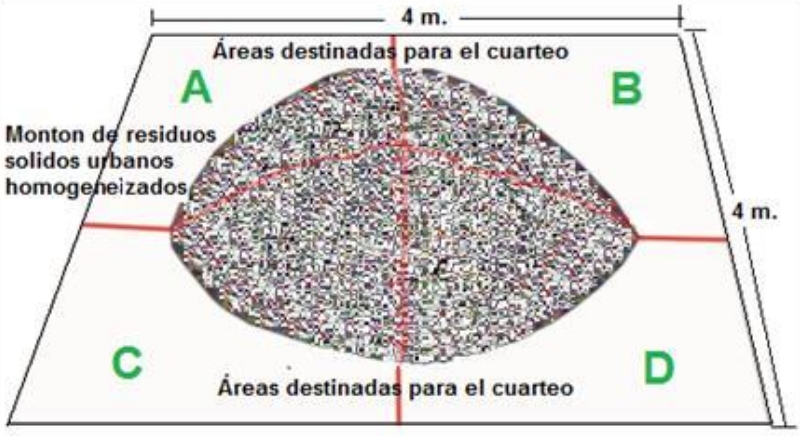 4 m.
Áreas destinadas para el cuarteo
A
B
Monton de residuos
solidos urbanos
homogeneizados
4 m.
C
D
Áreas destinadas para el cuarteo